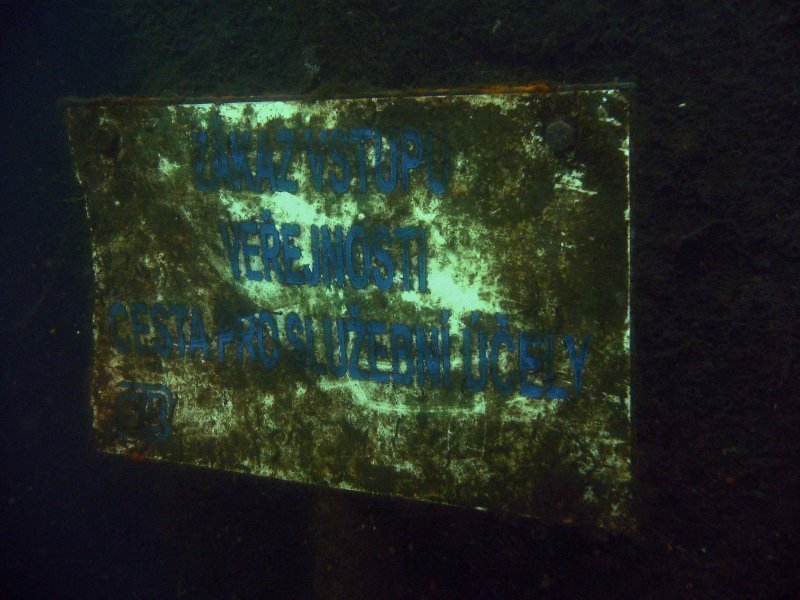 ZÁKAZ VSTUPU
VEŘEJNOSTI
CESTA PRO SLUŽEBNÍ ÚČELY